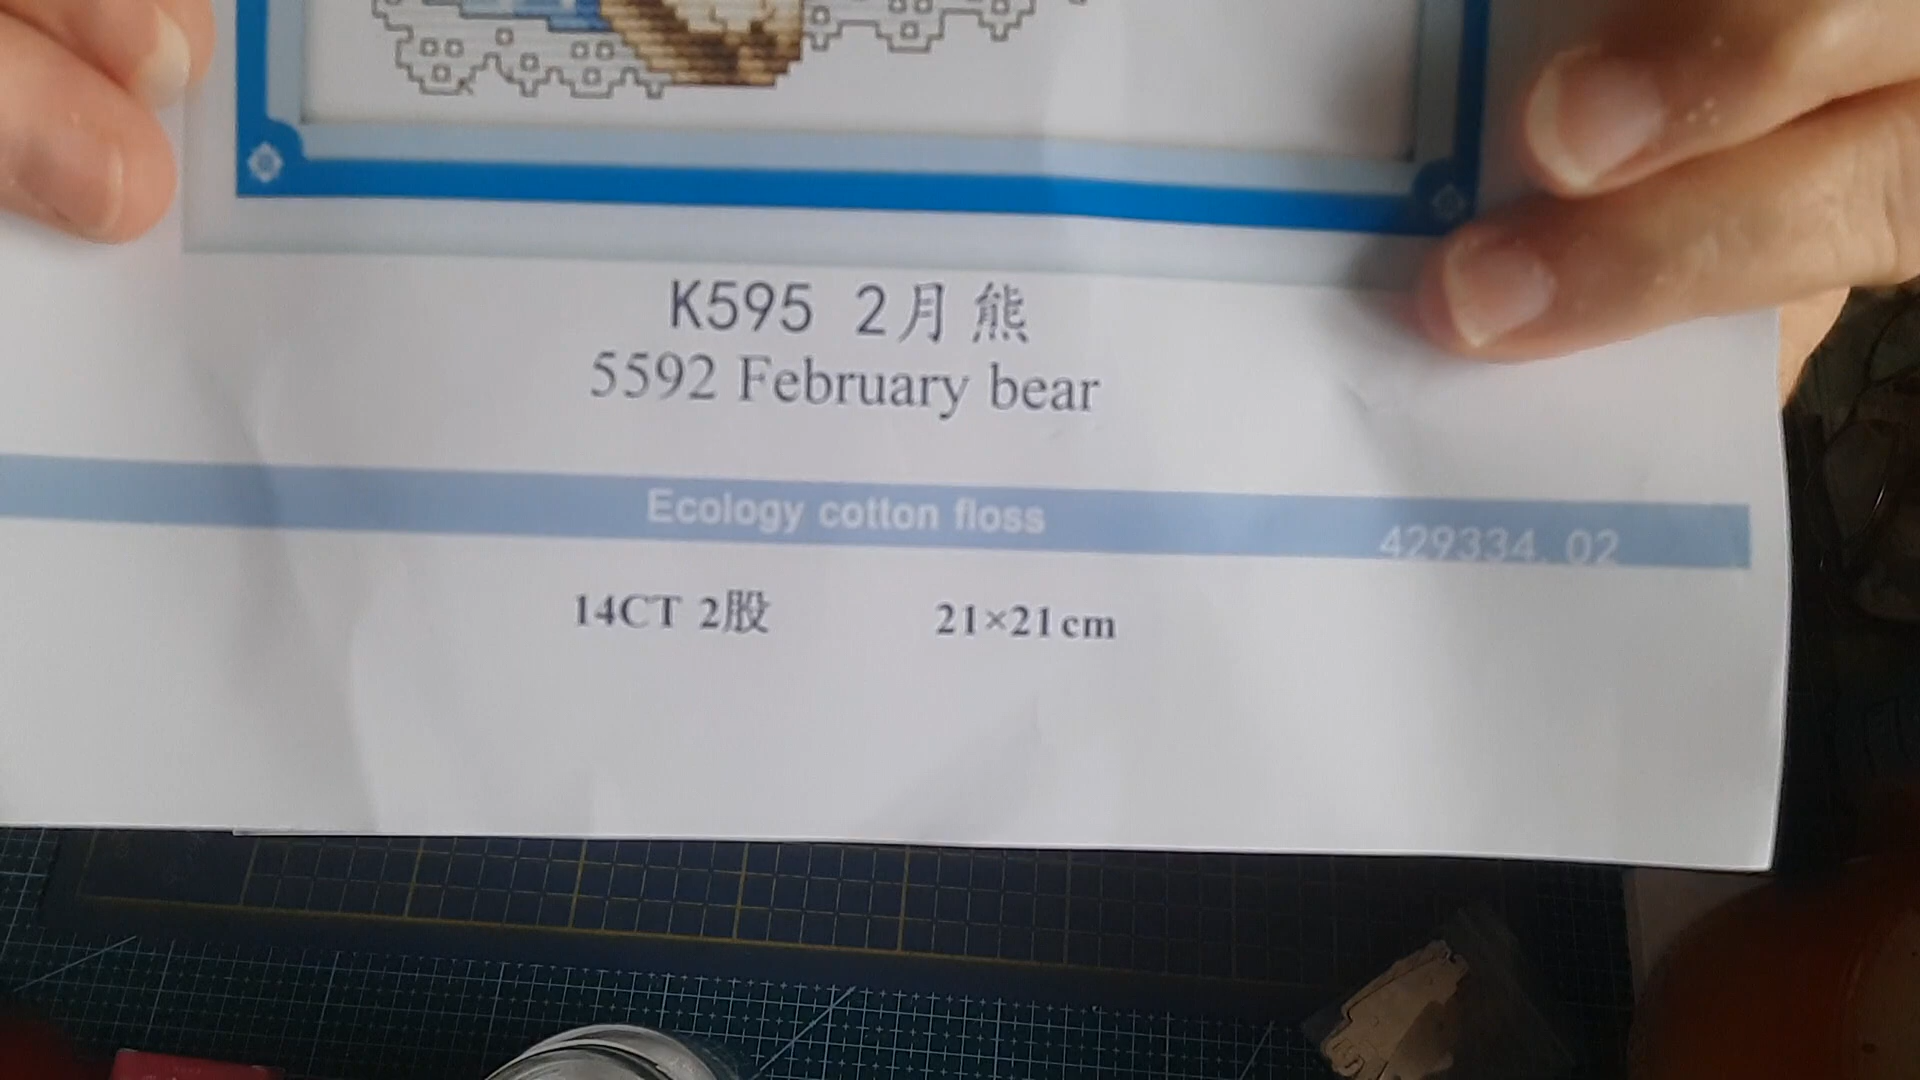 K595 2月熊
5592 February bear
Ecology cotton floss
429334. 02
14CT 2股 21×21cm